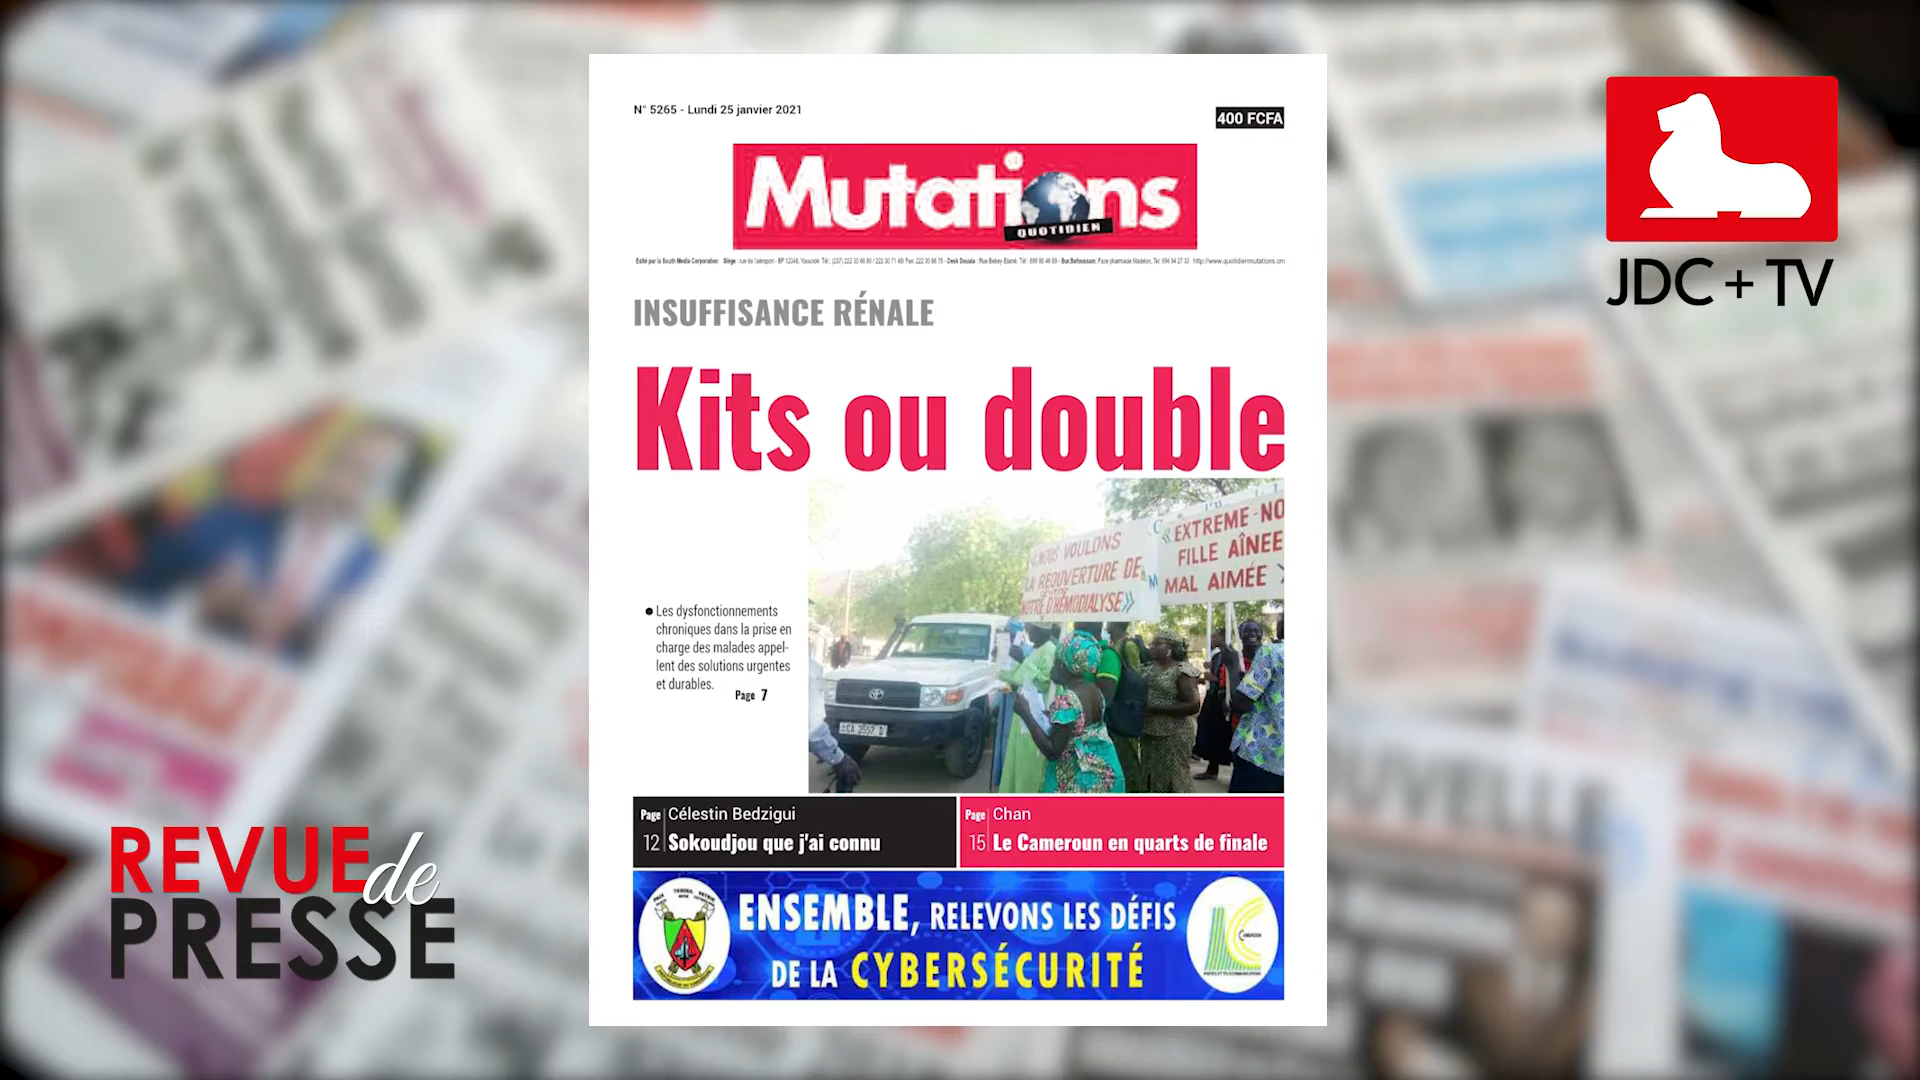 N° 5265 - Lundi 25 janvier 2021
400 FCFA
Mutations
QUOTIDIEN
JDC + TV
INSUFFISANCE RÉNALE
Kits ou double
«NOUS VOULONS
LA RÉOUVERTURE DE
D'HÉMODIALYSE»
«EXTREME-NO
FILLE AÎNEE
MAL AIMÉE
Les dysfonctionnements
chroniques dans la prise en
charge des malades appel-
lent des solutions urgentes
et durables.
Page 7
Page 12
Célestin Bedzigui
Sokoudjou que j'ai connu
Page 15
Chan
Le Cameroun en quarts de finale
ENSEMBLE, RELEVONS LES DÉFIS
DE LA CYBERSÉCURITÉ
REVUE de
PRESSE